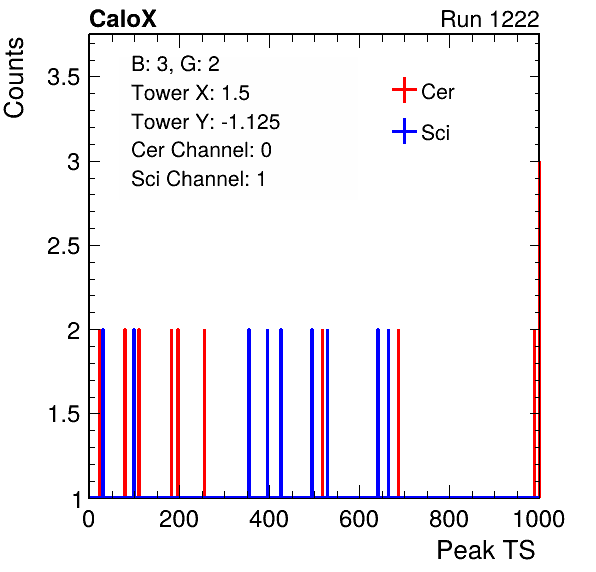 CaloX
Run 1222
Counts
B: 3, G: 2
Tower X: 1.5
Tower Y: -1.125
Cer Channel: 0
Sci Channel: 1
Cer
Sci
3.5
3
2.5
2
1.5
1
0
200
400
600
800
1000
Peak TS